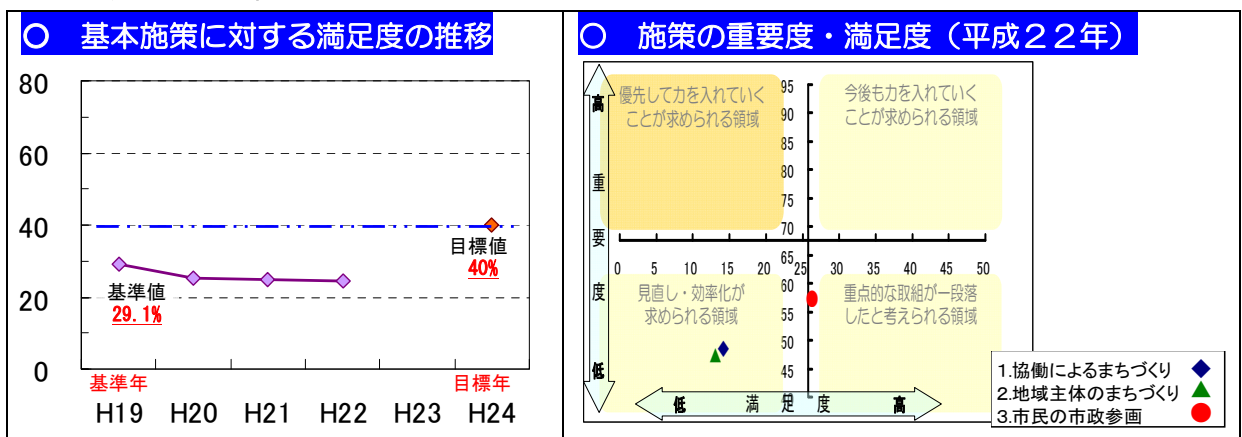 ○ 基本施策に対する満足度の推移
80
60
40
20
0
基準値
29.1%
目標値
40%
基準年
目標年
H19 H20 H21 H22 H23 H24
○ 施策の重要度・満足度（平成２２年）
優先して力を入れていく
ことが求められる領域
今後も力を入れていく
ことが求められる領域
高
重
要
度
低
95
90
85
80
75
70
65
60
55
50
45
40
0 5 10 15 20 25 30 35 40 45 50
見直し・効率化が
求められる領域
重点的な取組が一段落
したと考えられる領域
低 満 足 度 高
1.協働によるまちづくり
2.地域主体のまちづくり
3.市民の市政参画